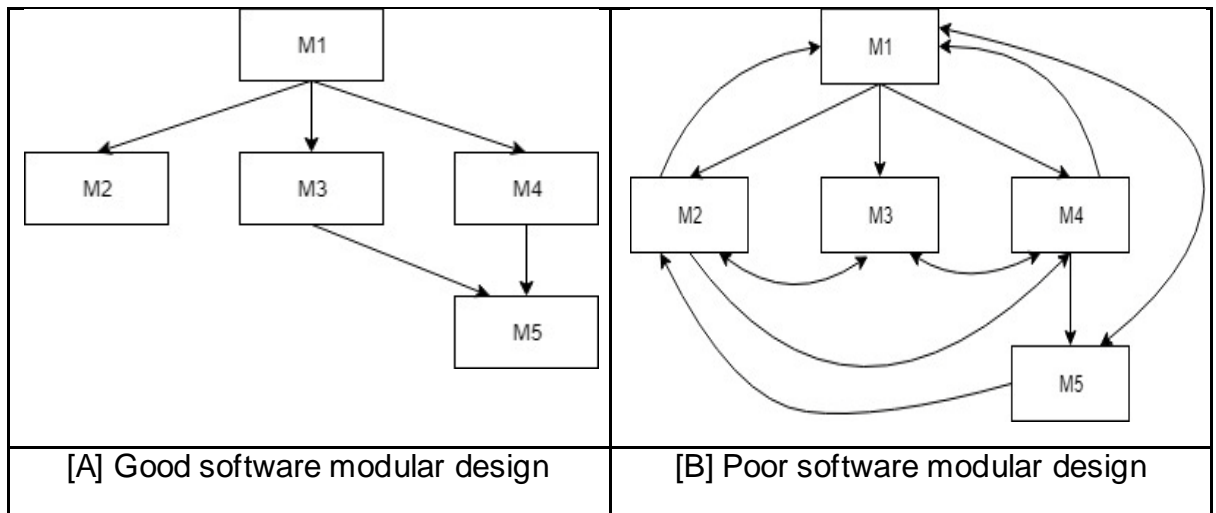 M1
M2
M3
M4
M5
[A] Good software modular design
M1
M2
M3
M4
M5
[B] Poor software modular design